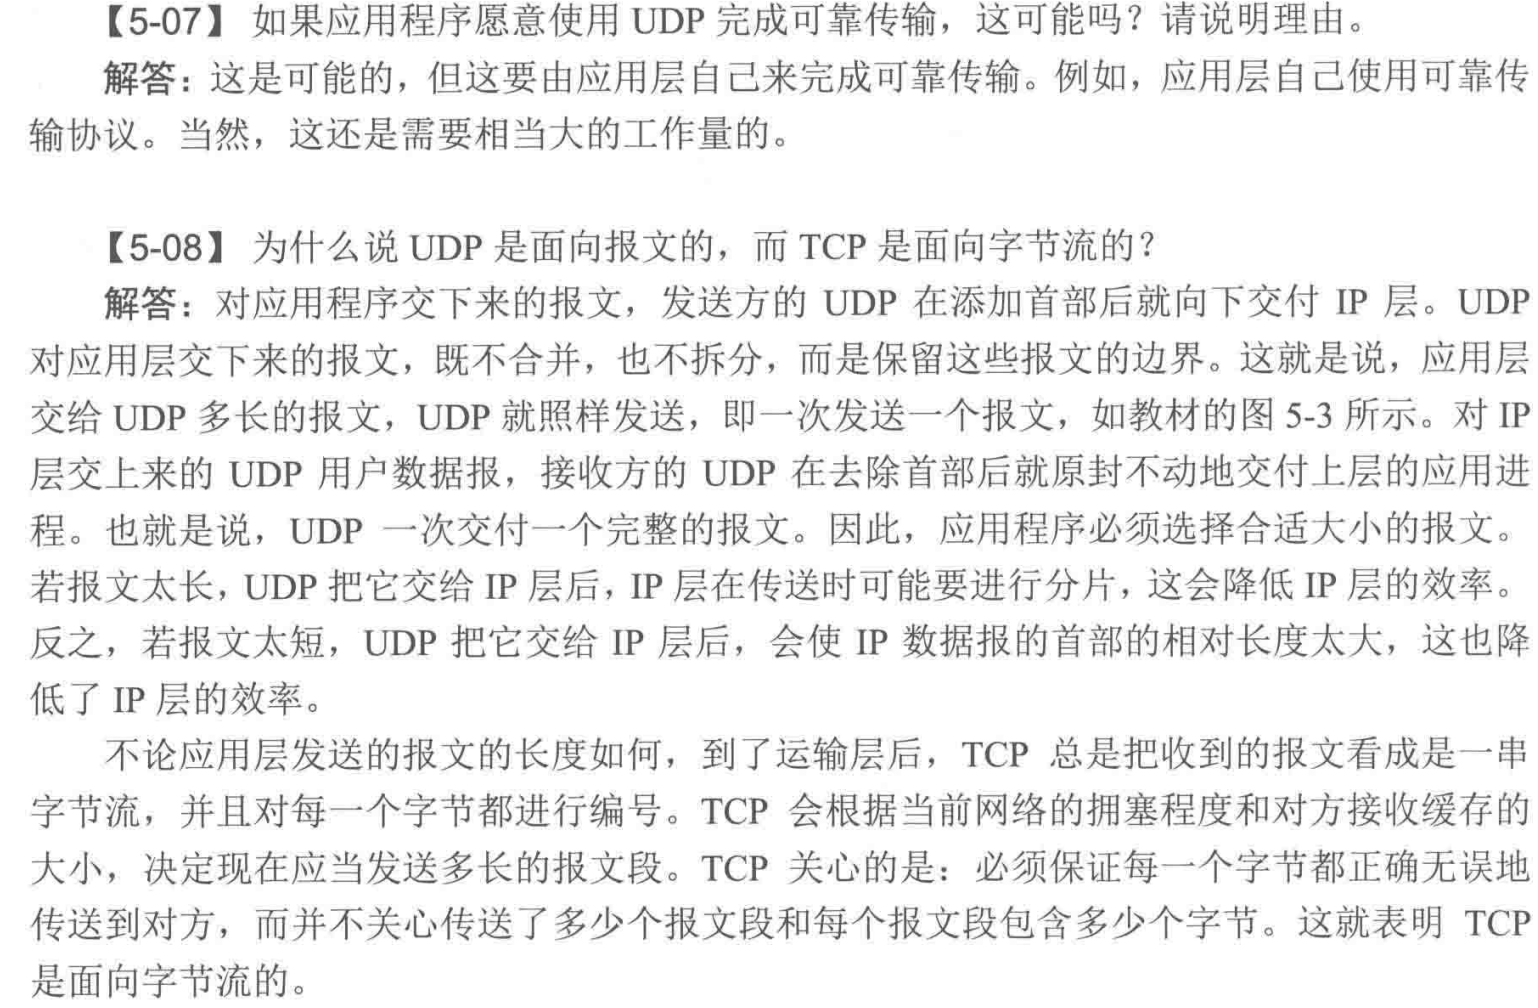 【5-07】 如果应用程序愿意使用 UDP 完成可靠传输，这可能吗？请说明理由。
解答：这是可能的，但这要由应用层自己来完成可靠传输。例如，应用层自己使用可靠传
输协议。当然，这还是需要相当大的工作量的。
【5-08】 为什么说 UDP 是面向报文的，而 TCP 是面向字节流的？
解答：对应用程序交下来的报文，发送方的 UDP 在添加首部后就向下交付 IP 层。UDP
对应用层交下来的报文，既不合并，也不拆分，而是保留这些报文的边界。这就是说，应用层
交给 UDP 多长的报文，UDP 就照样发送，即一次发送一个报文，如教材的图 5-3 所示。对 IP
层交上来的 UDP 用户数据报，接收方的 UDP 在去除首部后就原封不动地交付上层的应用进
程。也就是说，UDP 一次交付一个完整的报文。因此，应用程序必须选择合适大小的报文。
若报文太长，UDP 把它交给 IP 层后，IP 层在传送时可能要进行分片，这会降低 IP 层的效率。
反之，若报文太短，UDP 把它交给 IP 层后，会使 IP 数据报的首部的相对长度太大，这也降
低了 IP 层的效率。
不论应用层发送的报文的长度如何，到了运输层后，TCP 总是把收到的报文看成是一串
字节流，并且对每一个字节都进行编号。TCP 会根据当前网络的拥塞程度和对方接收缓存的
大小，决定现在应当发送多长的报文段。TCP 关心的是：必须保证每一个字节都正确无误地
传送到对方，而并不关心传送了多少个报文段和每个报文段包含多少个字节。这就表明 TCP
是面向字节流的。